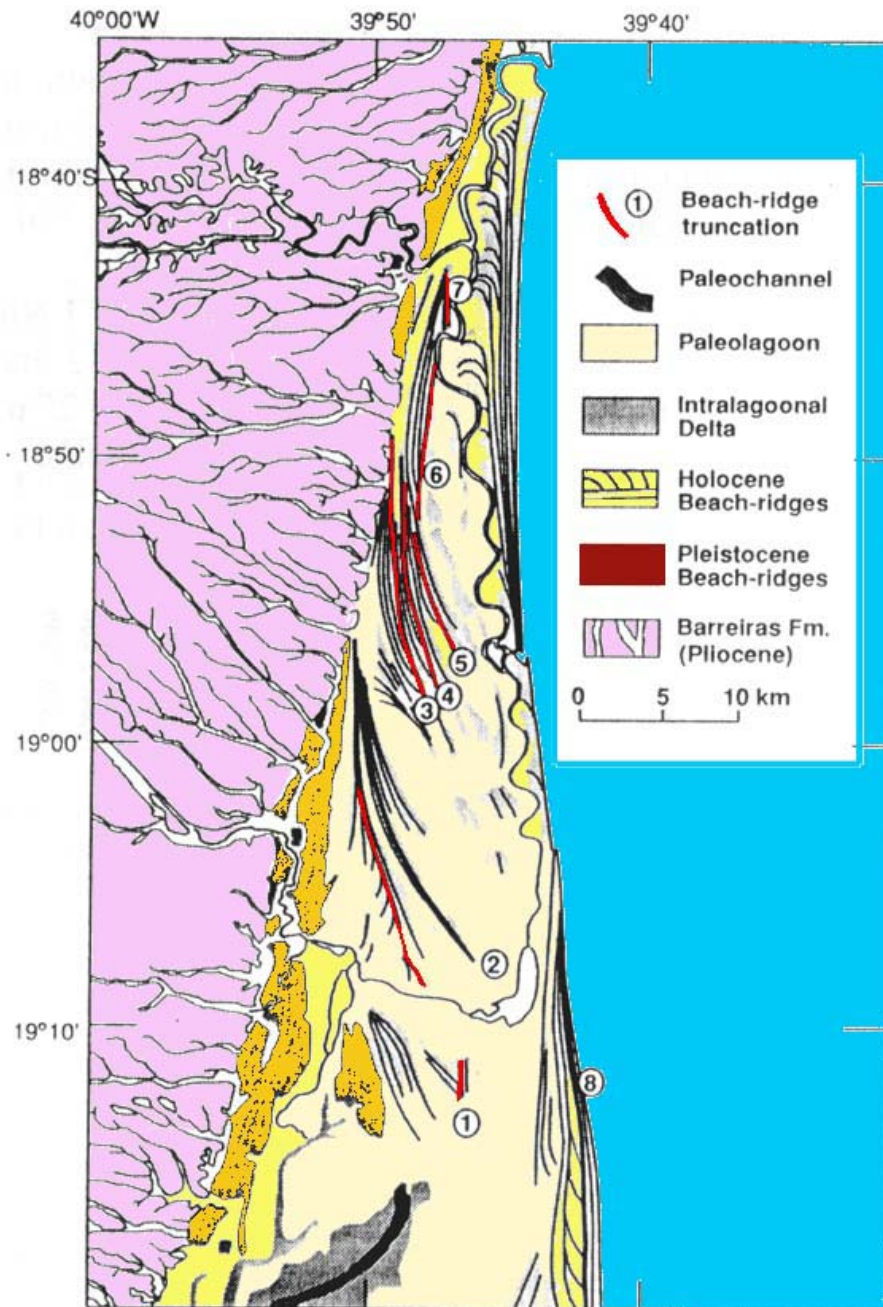 40°00'W
39°50'
39°40'
18°40'S
18°50'
19°00'
19°10'
①
Beach-ridge
truncation
Paleochannel
Paleolagoon
Intralagoonal
Delta
Holocene
Beach-ridges
Pleistocene
Beach-ridges
Barreiras Fm.
(Pliocene)
0 5 10 km
⑦
⑥
⑤
④
③
②
⑧
①